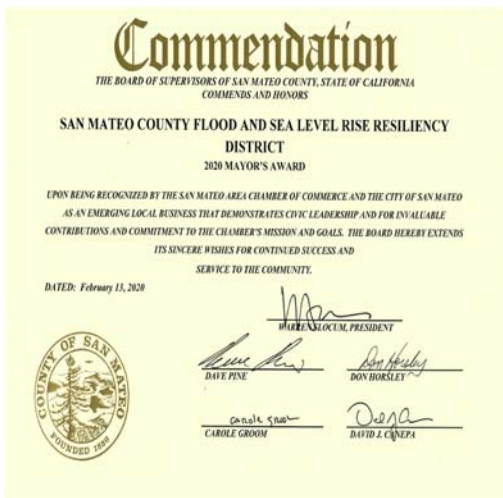 Commendation
THE BOARD OF SUPERVISORS OF SAN MATEO COUNTY, STATE OF CALIFORNIA
COMMENDS AND HONORS
SAN MATEO COUNTY FLOOD AND SEA LEVEL RISE RESILIENCY
DISTRICT
2020 MAYOR'S AWARD
UPON BEING RECOGNIZED BY THE SAN MATEO AREA CHAMBER OF COMMERCE AND THE CITY OF SAN MATEO
AS AN EMERGING LOCAL BUSINESS THAT DEMONSTRATES CIVIC LEADERSHIP AND FOR INVALUABLE
CONTRIBUTIONS AND COMMITMENT TO THE CHAMBER'S MISSION AND GOALS. THE BOARD HEREBY EXTENDS
ITS SINCERE WISHES FOR CONTINUED SUCCESS AND
SERVICE TO THE COMMUNITY.
DATED: February 13, 2020
WARREN SLOCUM, PRESIDENT
Don Horsley
DAVE PINE
DON HORSLEY
carole groom
CAROLE GROOM
DAVID J. CANEPA
COUNTY OF SAN MATEO
FOUNDED 1856